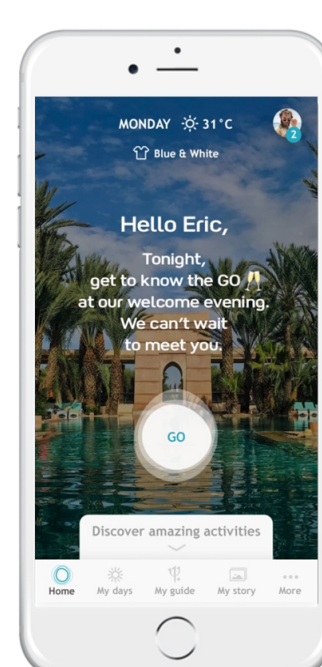 MONDAY 31°C
2
Blue & White
Hello Eric,
Tonight,
get to know the GO 🥂
at our welcome evening.
We can't wait
to meet you.
GO
Discover amazing activities
Home My days My guide My story More